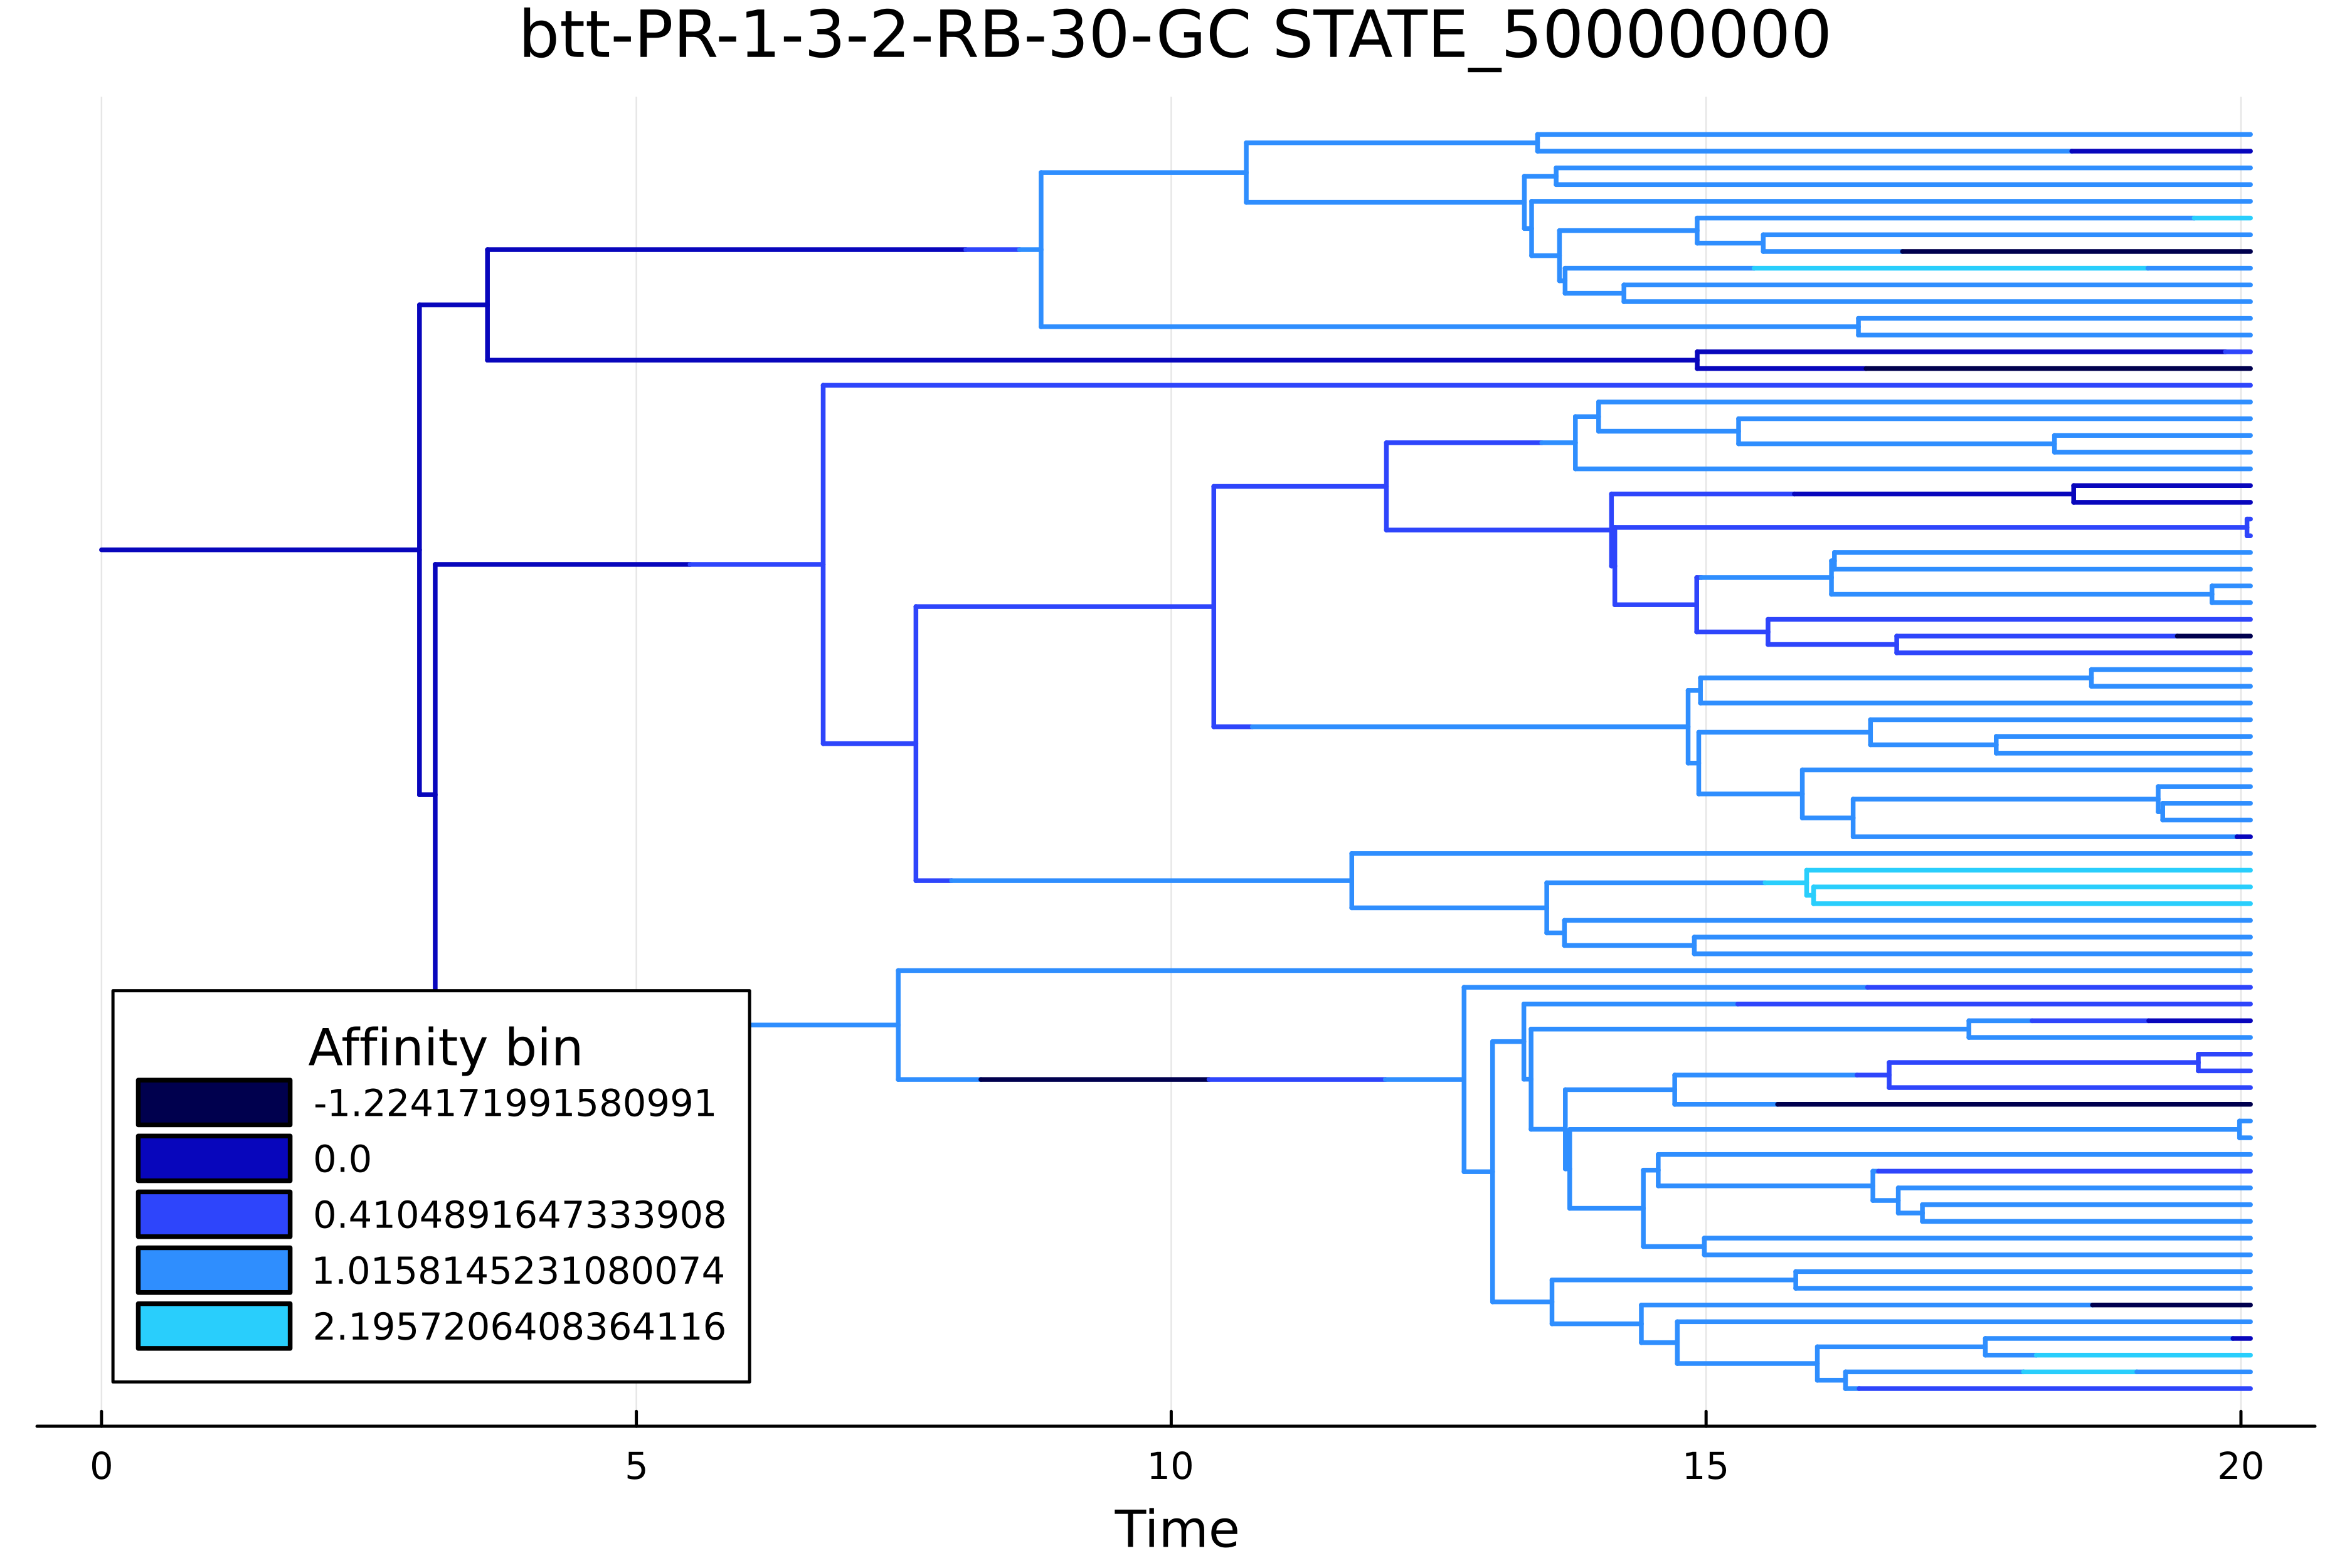 btt-PR-1-3-2-RB-30-GC STATE_50000000
Affinity bin
-1.224171991580991
0.0
0.4104891647333908
1.0158145231080074
2.1957206408364116
0 5 10 15 20
Time